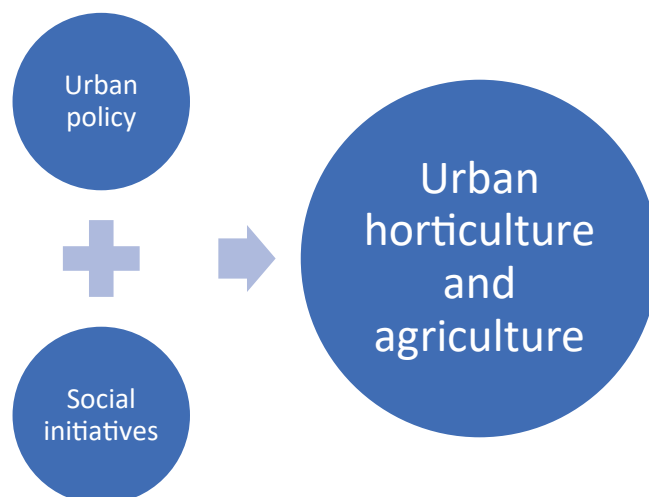 Urban
policy
Social
initiatives
Urban
horticulture
and
agriculture